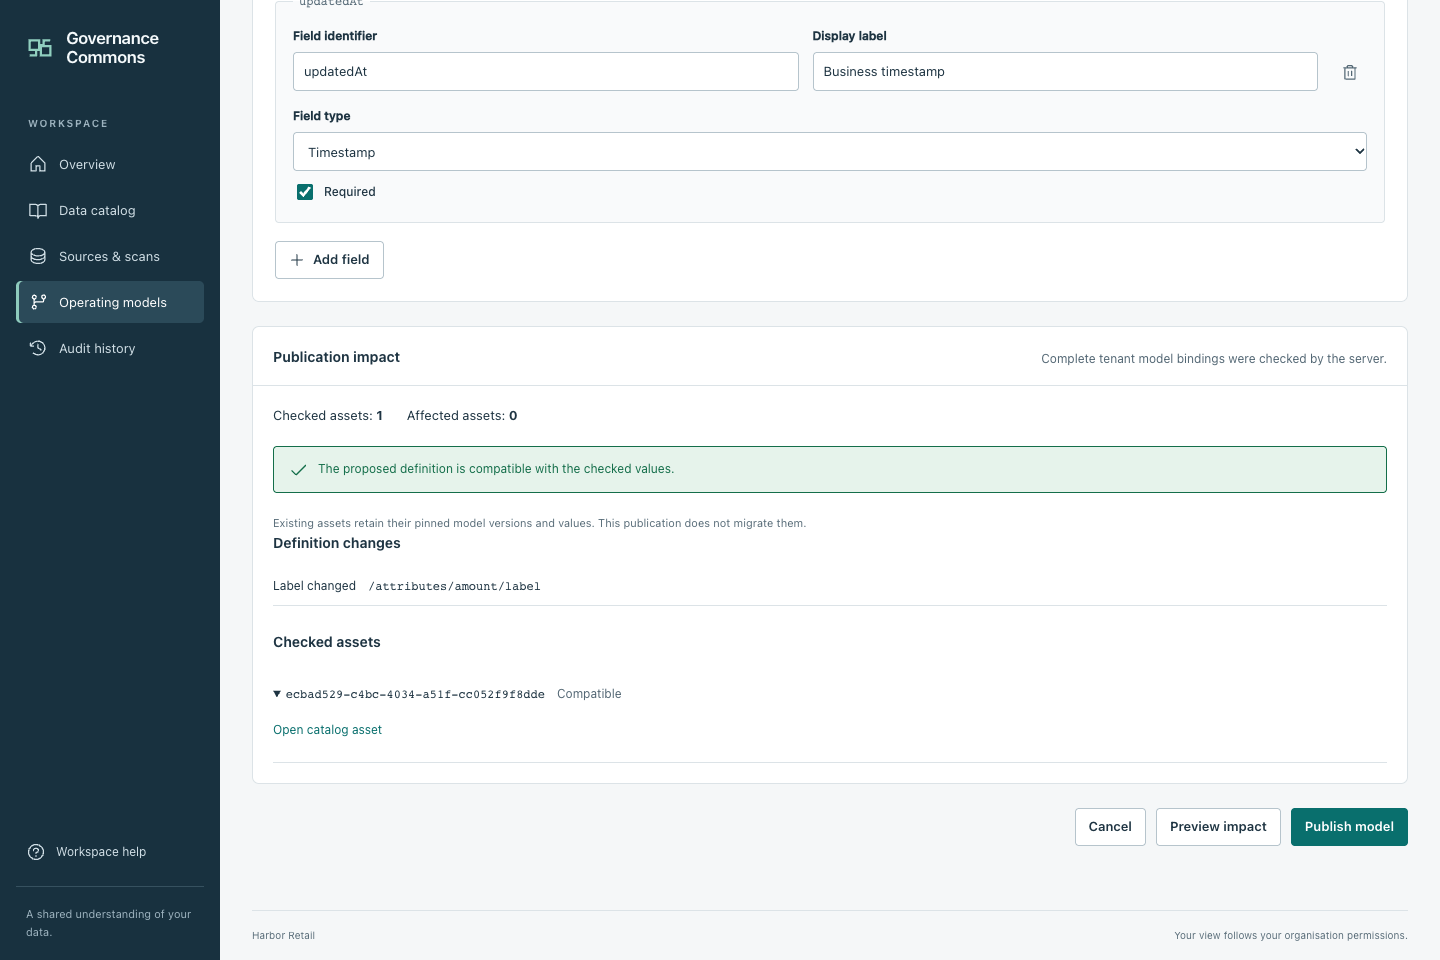 Governance
Commons
WORKSPACE
Overview
Data catalog
Sources & scans
Operating models
Audit history
Workspace help
A shared understanding of your
data.
updatedAt
Field identifier
Display label
updatedAt
Business timestamp
Field type
Timestamp
Required
Add field
Publication impact
Complete tenant model bindings were checked by the server.
Checked assets: 1
Affected assets: 0
The proposed definition is compatible with the checked values.
Existing assets retain their pinned model versions and values. This publication does not migrate them.
Definition changes
Label changed /attributes/amount/label
Checked assets
ecbad529-c4bc-4034-a51f-cc052f9f8dde Compatible
Open catalog asset
Cancel
Preview impact
Publish model
Harbor Retail
Your view follows your organisation permissions.